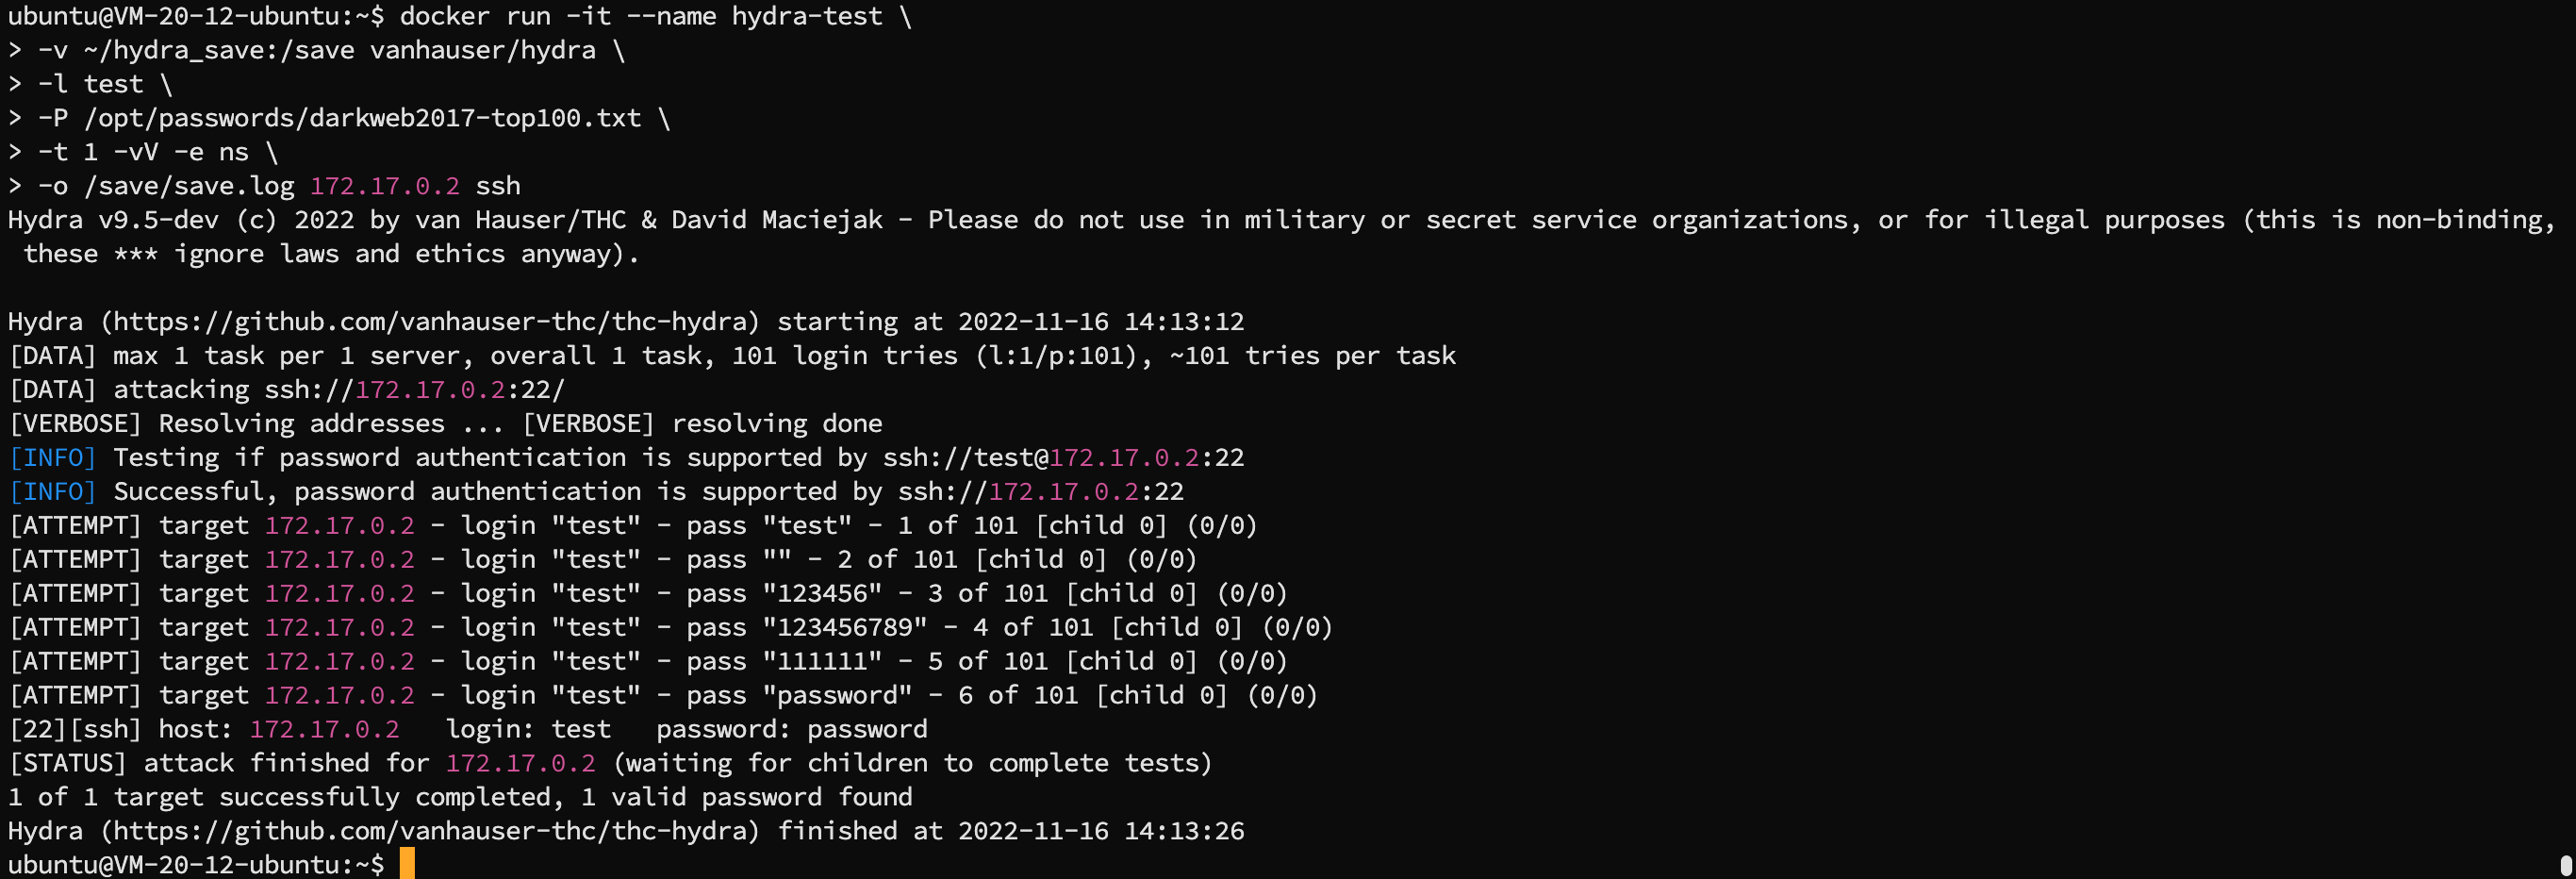 ubuntu@VM-20-12-ubuntu:~$ docker run -it --name hydra-test \
> -v ~/hydra_save:/save vanhauser/hydra \
> -l test \
> -P /opt/passwords/darkweb2017-top100.txt \
> -t 1 -vV -e ns \
> -o /save/save.log 172.17.0.2 ssh
Hydra v9.5-dev (c) 2022 by van Hauser/THC & David Maciejak - Please do not use in military or secret service organizations, or for illegal purposes (this is non-binding,
 these *** ignore laws and ethics anyway).

Hydra (https://github.com/vanhauser-thc/thc-hydra) starting at 2022-11-16 14:13:12
[DATA] max 1 task per 1 server, overall 1 task, 101 login tries (l:1/p:101), ~101 tries per task
[DATA] attacking ssh://172.17.0.2:22/
[VERBOSE] Resolving addresses ... [VERBOSE] resolving done
[INFO] Testing if password authentication is supported by ssh://test@172.17.0.2:22
[INFO] Successful, password authentication is supported by ssh://172.17.0.2:22
[ATTEMPT] target 172.17.0.2 - login "test" - pass "test" - 1 of 101 [child 0] (0/0)
[ATTEMPT] target 172.17.0.2 - login "test" - pass "" - 2 of 101 [child 0] (0/0)
[ATTEMPT] target 172.17.0.2 - login "test" - pass "123456" - 3 of 101 [child 0] (0/0)
[ATTEMPT] target 172.17.0.2 - login "test" - pass "123456789" - 4 of 101 [child 0] (0/0)
[ATTEMPT] target 172.17.0.2 - login "test" - pass "111111" - 5 of 101 [child 0] (0/0)
[ATTEMPT] target 172.17.0.2 - login "test" - pass "password" - 6 of 101 [child 0] (0/0)
[22][ssh] host: 172.17.0.2   login: test   password: password
[STATUS] attack finished for 172.17.0.2 (waiting for children to complete tests)
1 of 1 target successfully completed, 1 valid password found
Hydra (https://github.com/vanhauser-thc/thc-hydra) finished at 2022-11-16 14:13:26
ubuntu@VM-20-12-ubuntu:~$